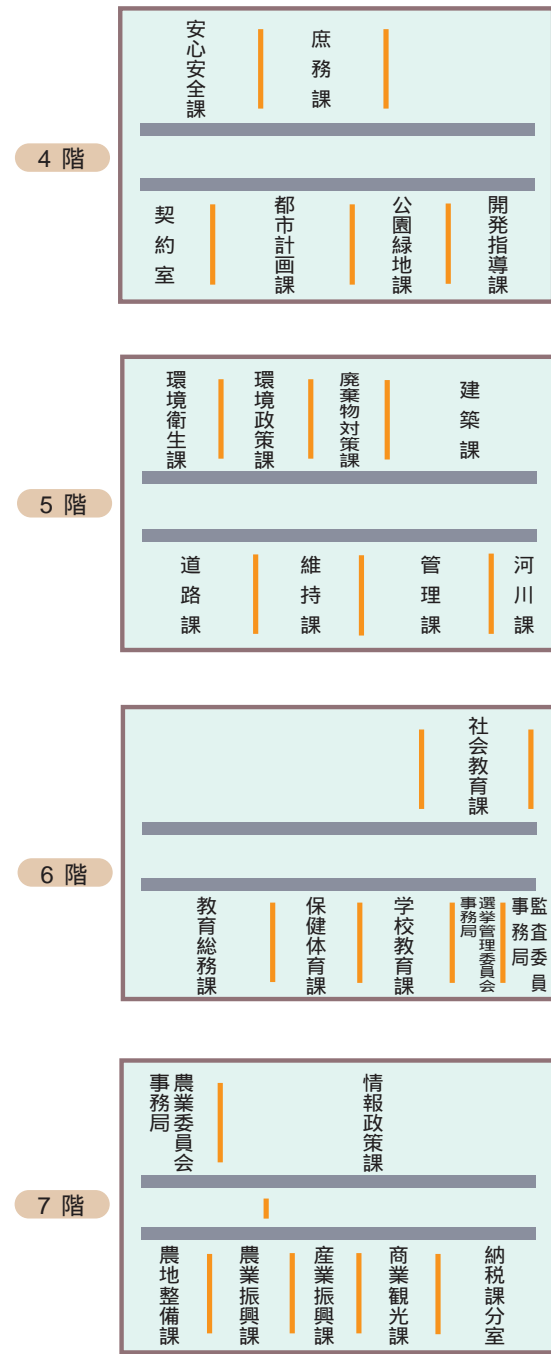 4 階
安心安全課
庶務課
契約室
都市計画課
公園緑地課
開発指導課
5 階
環境衛生課
環境政策課
廃棄物対策課
建築課
道路課
維持課
管理課
河川課
6 階
社会教育課
教育総務課
保健体育課
学校教育課
選挙管理委員会
事務局
監査委員
事務局
7 階
農業委員会
事務局
情報政策課
農地整備課
農業振興課
産業振興課
商業観光課
納税課分室